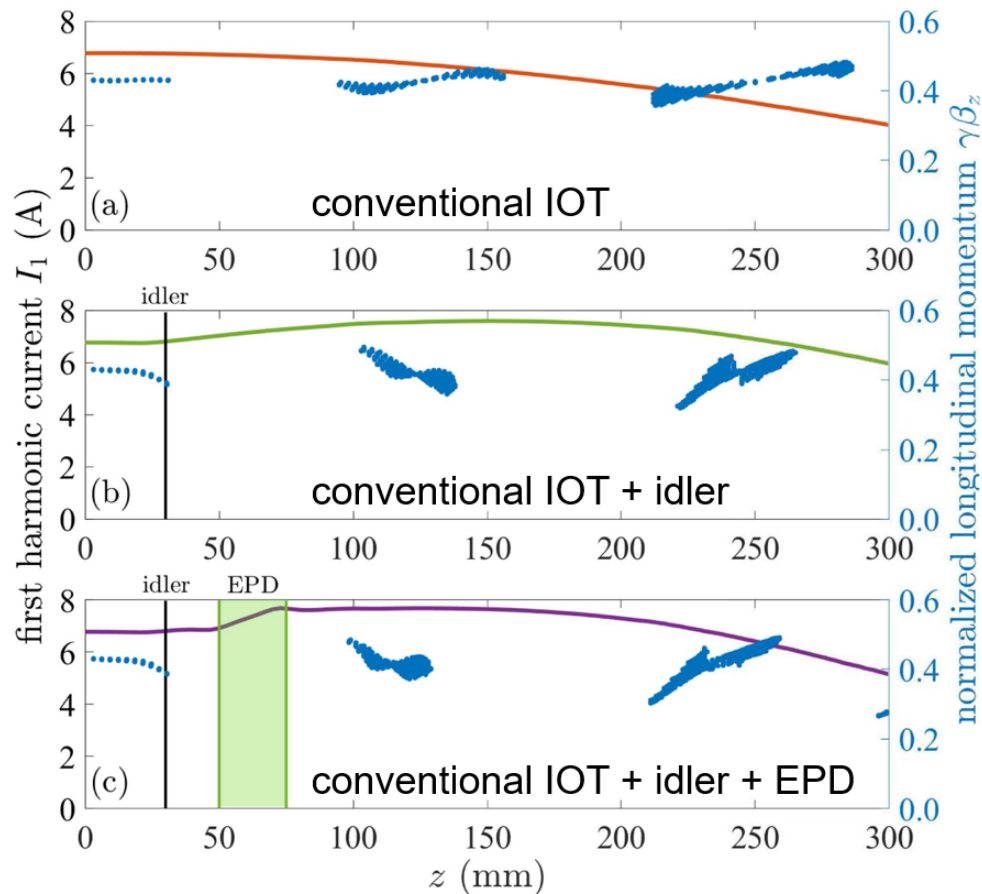 8
6
4
2
0
(a)
conventional IOT
0.6
0.4
0.2
0.0
0 50 100 150 200 250 300
idler
8
6
4
2
0
(b)
conventional IOT + idler
0.6
0.4
0.2
0.0
0 50 100 150 200 250 300
idler EPD
8
6
4
2
0
(c)
conventional IOT + idler + EPD
0.6
0.4
0.2
0.0
0 50 100 150 200 250 300
z (mm)
first harmonic current I₁ (A)
normalized longitudinal momentum γβ_z